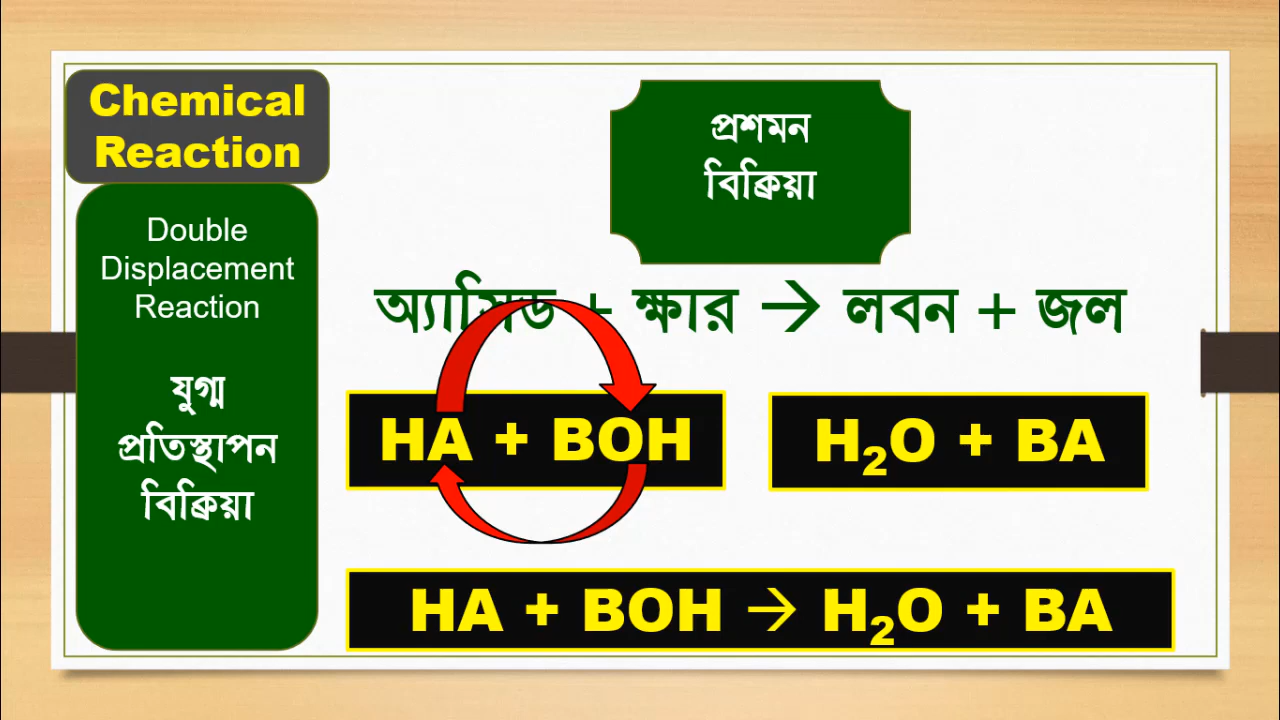 Chemical
Reaction
Double
Displacement
Reaction
যুগ্ম
প্রতিস্থাপন
বিক্রিয়া
প্রশমন
বিক্রিয়া
অ্যাসিড + ক্ষার → লবন + জল
HA + BOH
H₂O + BA
HA + BOH → H₂O + BA